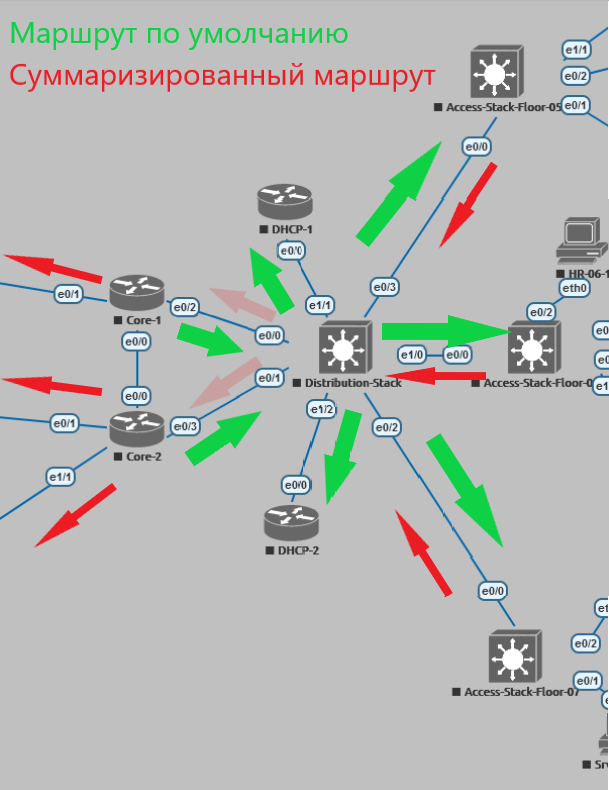 Маршрут по умолчанию
Суммаризированный маршрут
e1/1
e0/2
e0/1
Access-Stack-Floor-05
e0/0
DHCP-1
e0/0
HR-06-1
eth0
e0/3
e0/1
e0/2
Core-1
e1/1
e0/2
e0/0
e0/0
e1/0
e0/0
e0/1
Distribution-Stack
Access-Stack-Floor-0
e1
e0/0
e0/1
e0/3
e1/2
e0/2
Core-2
e1/1
e0/0
DHCP-2
e0/0
e0/2
e0/1
Access-Stack-Floor-07
Srv